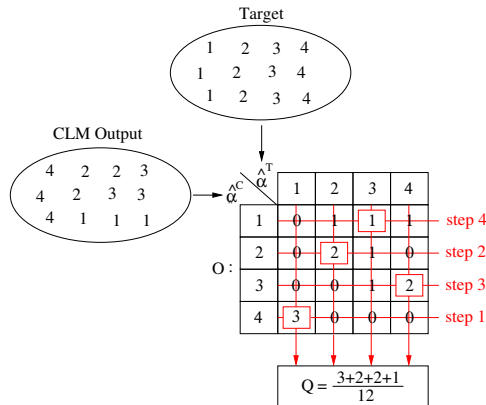 Target
1 2 3 4
1 2 3 4
1 2 3 4
CLM Output
4 2 2 3
4 2 3 3
4 1 1 1
α̂^C α̂^T 1 2 3 4
1 0 1 1 1 step 4
2 0 2 1 0 step 2
O : 3 0 0 1 2 step 3
4 3 0 0 0 step 1
Q = 3+2+2+1
12